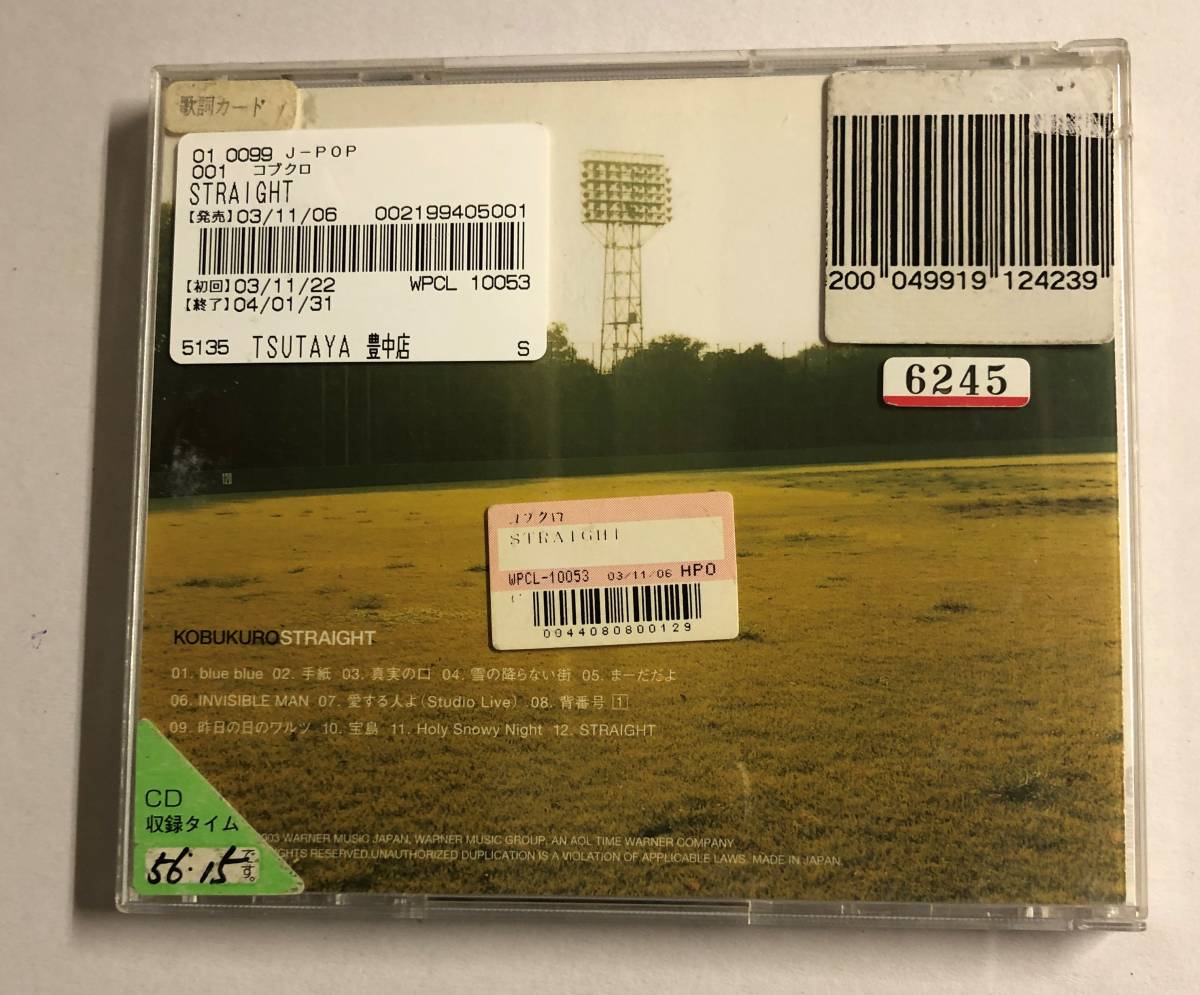 歌詞カード
01 0099 J-POP
001 コブクロ
STRAIGHT
【発売】03/11/06 002199405001
【初回】03/11/22 WPCL 10053
【終了】04/01/31
5135 TSUTAYA 豊中店 S
200 049919 124239
6245
コブクロ
STRAIGHT
WPCL-10053 03/11/06 HPO
0944080800129
KOBUKUROSTRAIGHT
01. blue blue 02. 手紙 03. 真実の口 04. 雪の降らない街 05. まーだだよ
06. INVISIBLE MAN 07. 愛する人よ(Studio Live) 08. 背番号 1
09. 昨日の日のワルツ 10. 宝島 11. Holy Snowy Night 12. STRAIGHT
CD
収録タイム
56・15です。
WARNER MUSIC JAPAN, WARNER MUSIC GROUP, AN AOL TIME WARNER COMPANY.
RESERVED.UNAUTHORIZED DUPLICATION IS A VIOLATION OF APPLICABLE LAWS. MADE IN JAPAN.